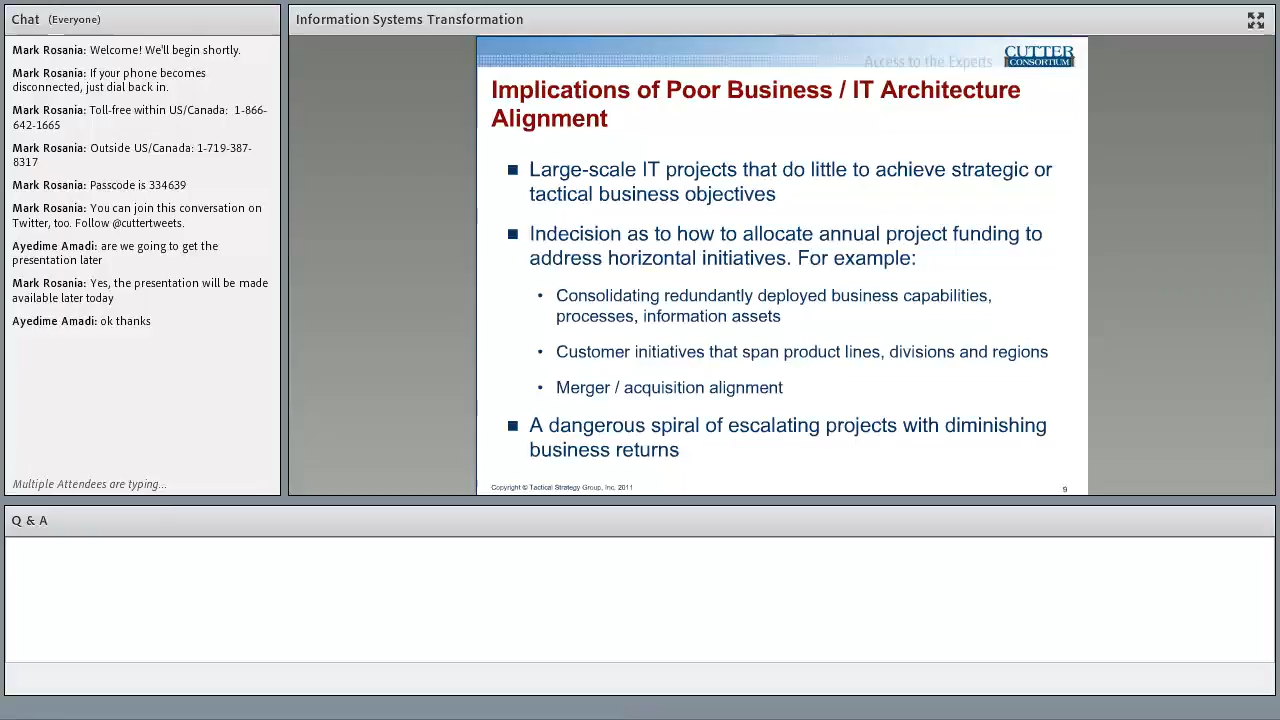 Chat (Everyone)
Mark Rosania: Welcome! We'll begin shortly.
Mark Rosania: If your phone becomes
disconnected, just dial back in.
Mark Rosania: Toll-free within US/Canada: 1-866-
642-1665
Mark Rosania: Outside US/Canada: 1-719-387-
8317
Mark Rosania: Passcode is 334639
Mark Rosania: You can join this conversation on
Twitter, too. Follow @cuttertweets.
Ayedime Amadi: are we going to get the
presentation later
Mark Rosania: Yes, the presentation will be made
available later today
Ayedime Amadi: ok thanks
Multiple Attendees are typing...
Information Systems Transformation
Access to the Experts
CUTTER
CONSORTIUM
Implications of Poor Business / IT Architecture
Alignment
■ Large-scale IT projects that do little to achieve strategic or
tactical business objectives
■ Indecision as to how to allocate annual project funding to
address horizontal initiatives. For example:
• Consolidating redundantly deployed business capabilities,
processes, information assets
• Customer initiatives that span product lines, divisions and regions
• Merger / acquisition alignment
■ A dangerous spiral of escalating projects with diminishing
business returns
Copyright © Tactical Strategy Group, Inc. 2011
9
Q & A